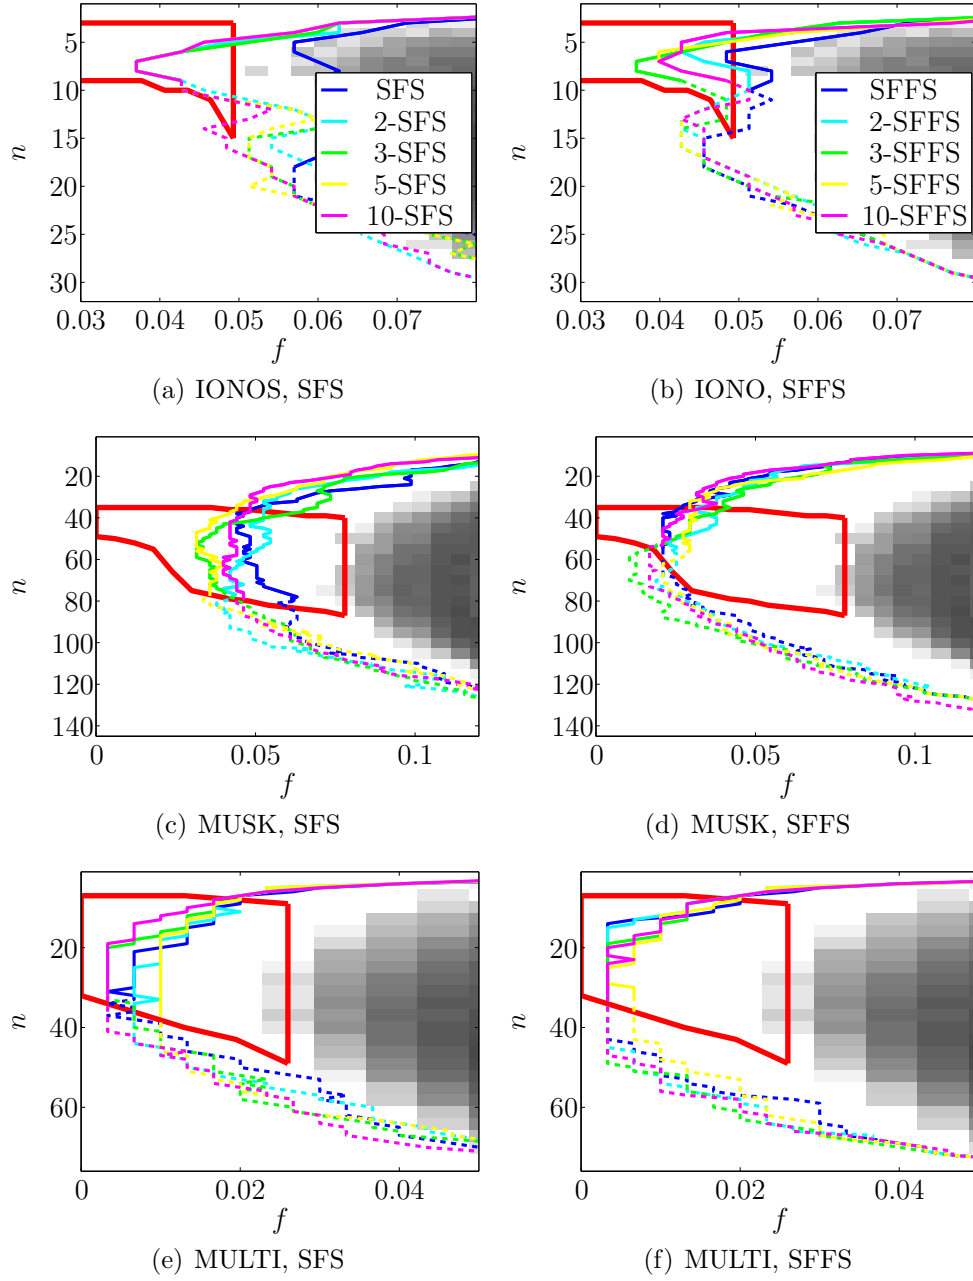 5
10
15
20
25
30
n
0.03 0.04 0.05 0.06 0.07
f
SFS
2-SFS
3-SFS
5-SFS
10-SFS
(a) IONOS, SFS
5
10
15
20
25
30
n
0.03 0.04 0.05 0.06 0.07
f
SFFS
2-SFFS
3-SFFS
5-SFFS
10-SFFS
(b) IONO, SFFS
20
40
60
80
100
120
140
n
0 0.05 0.1
f
(c) MUSK, SFS
20
40
60
80
100
120
140
n
0 0.05 0.1
f
(d) MUSK, SFFS
20
40
60
n
0 0.02 0.04
f
(e) MULTI, SFS
20
40
60
n
0 0.02 0.04
f
(f) MULTI, SFFS